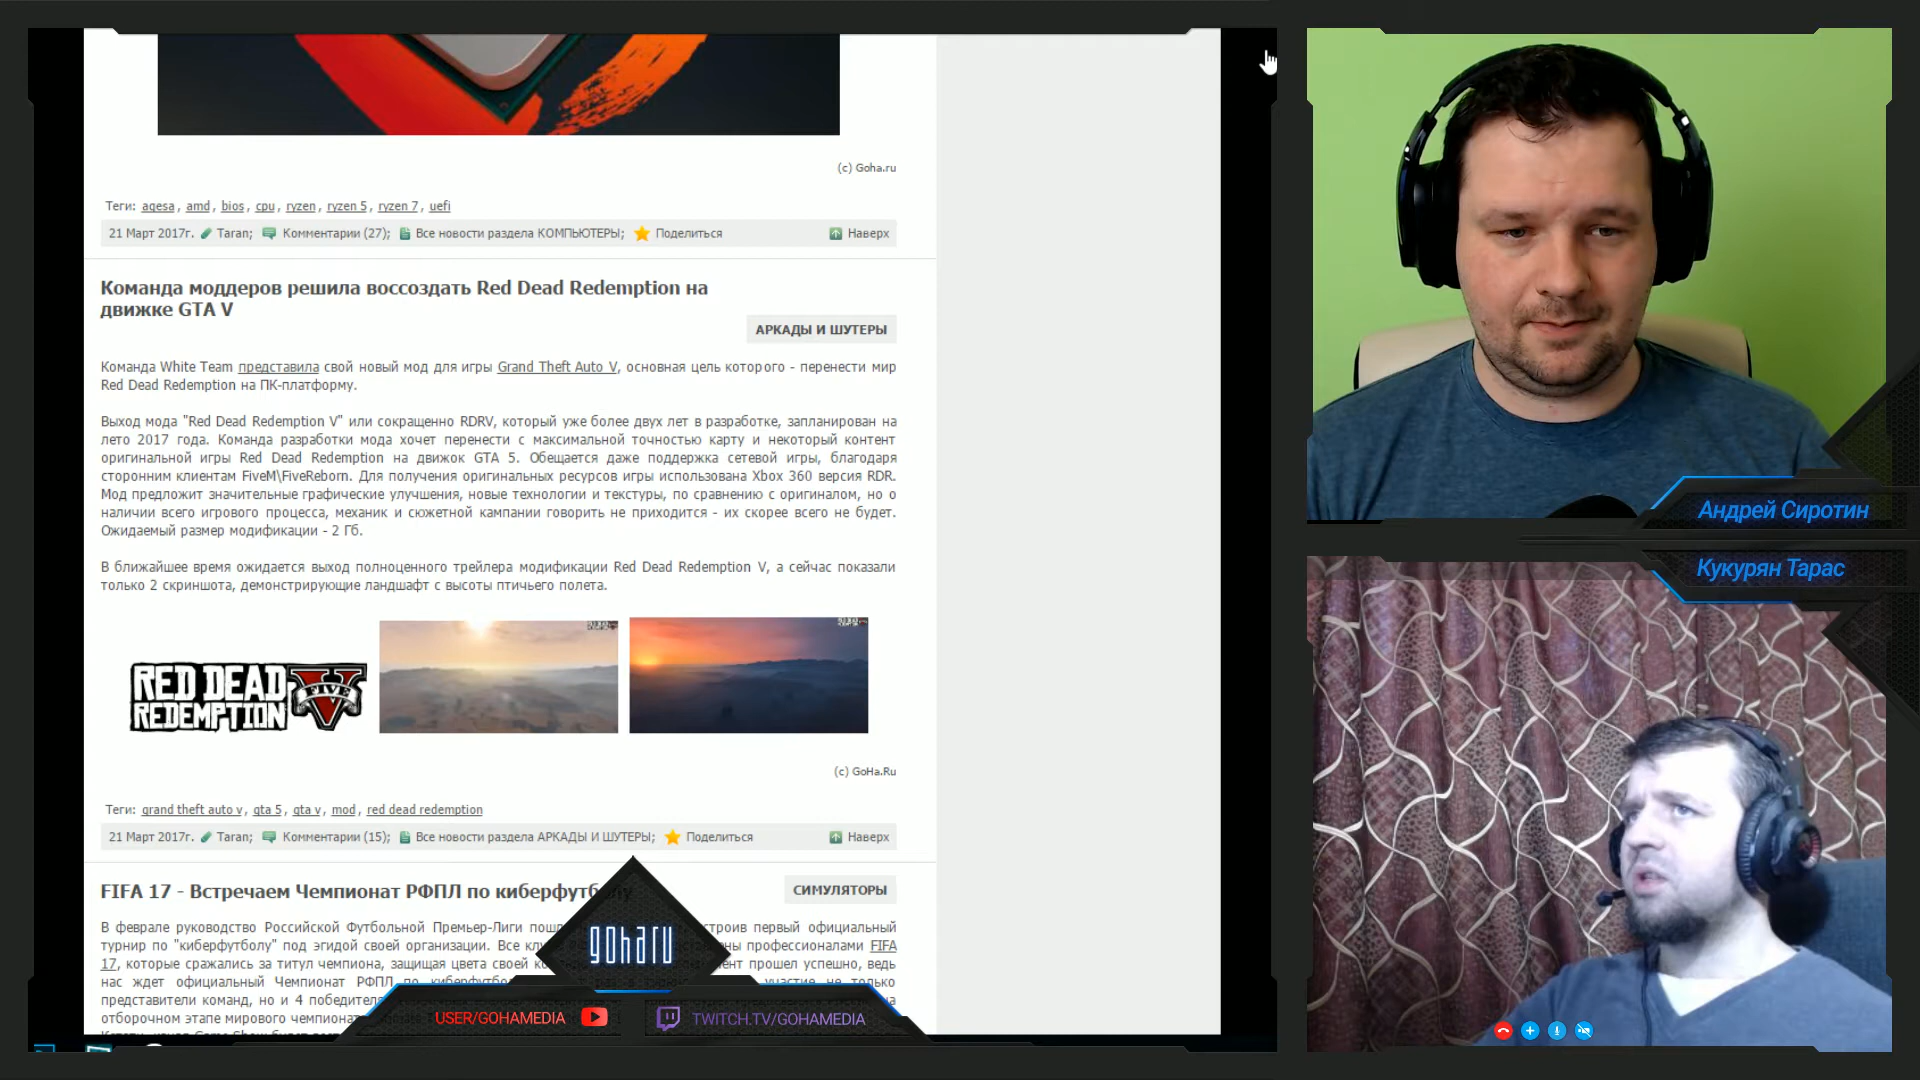 (c) Goha.ru
Теги: agesa, amd, bios, cpu, ryzen, ryzen 5, ryzen 7, uefi
21 Март 2017г. Taran; Комментарии (27); Все новости раздела КОМПЬЮТЕРЫ; Поделиться Наверх
Команда моддеров решила воссоздать Red Dead Redemption на
движке GTA V
АРКАДЫ И ШУТЕРЫ
Команда White Team представила свой новый мод для игры Grand Theft Auto V, основная цель которого - перенести мир
Red Dead Redemption на ПК-платформу.
Выход мода "Red Dead Redemption V" или сокращенно RDRV, который уже более двух лет в разработке, запланирован на
лето 2017 года. Команда разработки мода хочет перенести с максимальной точностью карту и некоторый контент
оригинальной игры Red Dead Redemption на движок GTA 5. Обещается даже поддержка сетевой игры, благодаря
сторонним клиентам FiveM\FiveReborn. Для получения оригинальных ресурсов игры использована Xbox 360 версия RDR.
Мод предложит значительные графические улучшения, новые технологии и текстуры, по сравнению с оригиналом, но о
наличии всего игрового процесса, механик и сюжетной кампании говорить не приходится - их скорее всего не будет.
Ожидаемый размер модификации - 2 Гб.
В ближайшее время ожидается выход полноценного трейлера модификации Red Dead Redemption V, а сейчас показали
только 2 скриншота, демонстрирующие ландшафт с высоты птичьего полета.
RED DEAD
REDEMPTION
V FIVE
(c) GoHa.Ru
Теги: grand theft auto v, gta 5, gta v, mod, red dead redemption
21 Март 2017г. Taran; Комментарии (15); Все новости раздела АРКАДЫ И ШУТЕРЫ; Поделиться Наверх
FIFA 17 - Встречаем Чемпионат РФПЛ по киберфутболу
СИМУЛЯТОРЫ
В феврале руководство Российской Футбольной Премьер-Лиги строив первый официальный
турнир по "киберфутболу" под эгидой своей организации. Все профессионалами FIFA
17, которые сражались за титул чемпиона, защищая цвета своей прошел успешно, ведь
нас ждет официальный Чемпионат РФПЛ по участие не только
представители команд, но и 4 победителя
отборочном этапе мирового чемпионата
goharu
USER/GOHAMEDIA
TWITCH.TV/GOHAMEDIA
Андрей Сиротин
Кукурян Тарас